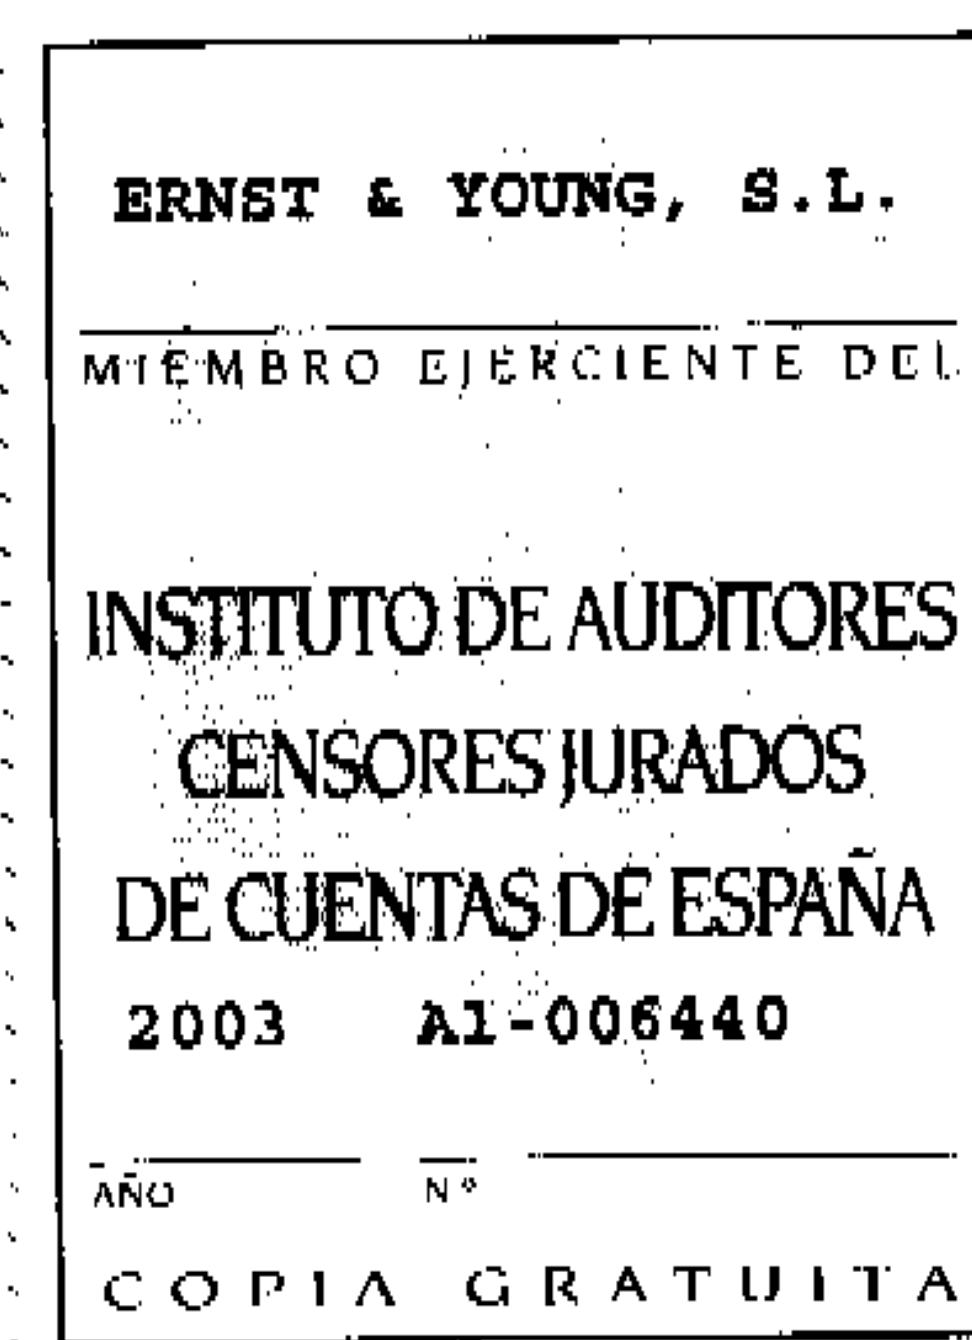 ERNST & YOUNG, S.L.
MIEMBRO EJERCIENTE DEL
INSTITUTO DE AUDITORES
CENSORES JURADOS
DE CUENTAS DE ESPAÑA
2003 A1-006440
AÑO Nº
COPIA GRATUITA